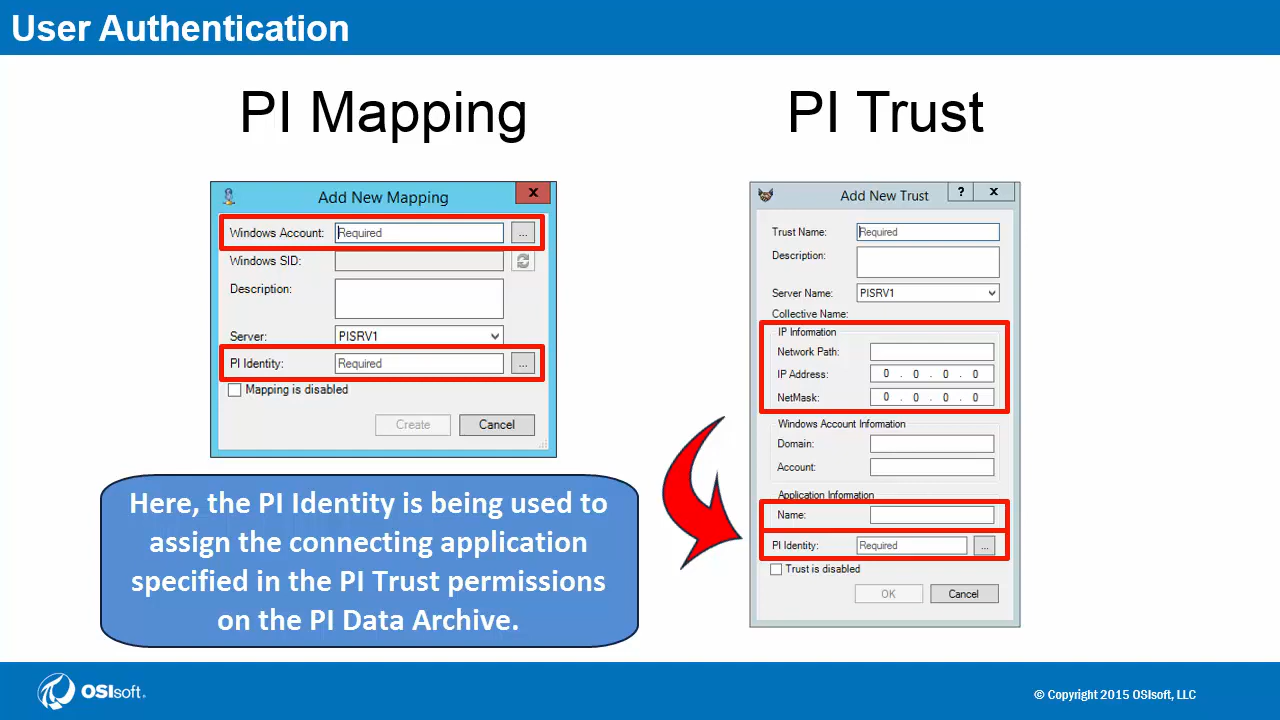 User Authentication
PI Mapping
PI Trust
Add New Mapping
x
Windows Account: Required ...
Windows SID:
Description:
Server: PISRV1
PI Identity: Required ...
Mapping is disabled
Create Cancel
Add New Trust
? x
Trust Name: Required
Description:
Server Name: PISRV1
Collective Name:
IP Information
Network Path:
IP Address: 0 . 0 . 0 . 0
NetMask: 0 . 0 . 0 . 0
Windows Account Information
Domain:
Account:
Application Information
Name:
PI Identity: Required ...
Trust is disabled
OK Cancel
Here, the PI Identity is being used to
assign the connecting application
specified in the PI Trust permissions
on the PI Data Archive.
OSIsoft.
© Copyright 2015 OSIsoft, LLC